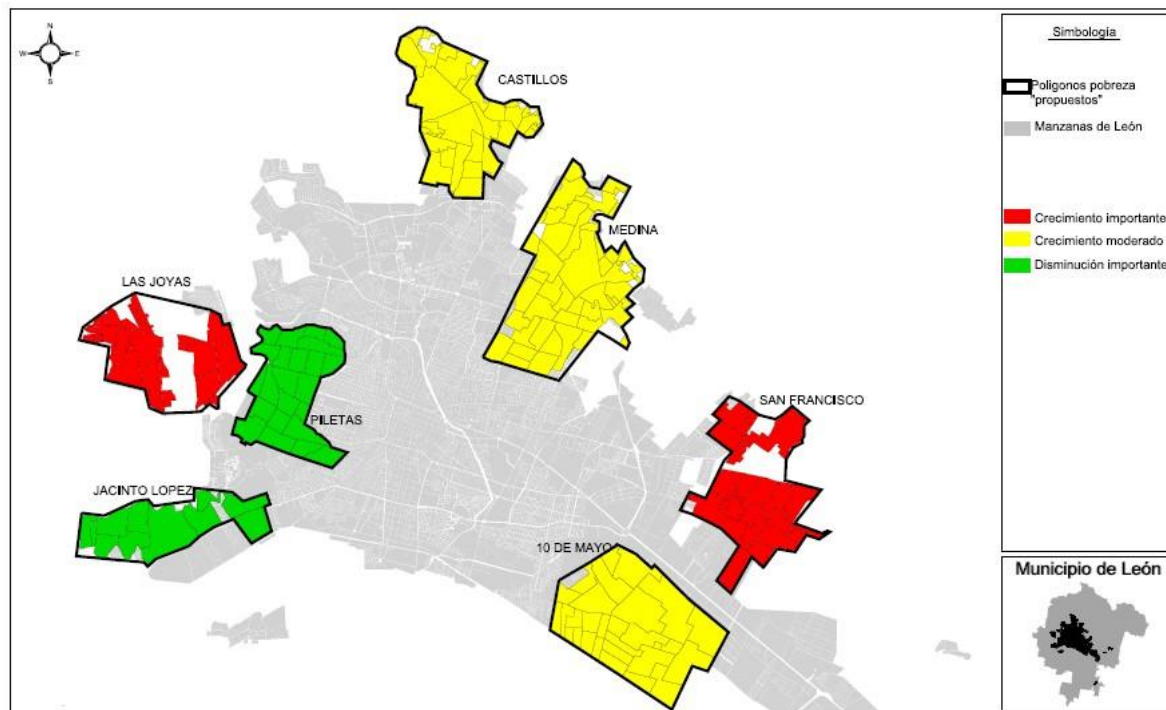 N
W
E
S
CASTILLOS
MEDINA
LAS JOYAS
PILETAS
SAN FRANCISCO
JACINTO LOPEZ
10 DE MAYO
Simbología
Poligonos pobreza
"propuestos"
Manzanas de León
Crecimiento importante
Crecimiento moderado
Disminución importante
Municipio de León